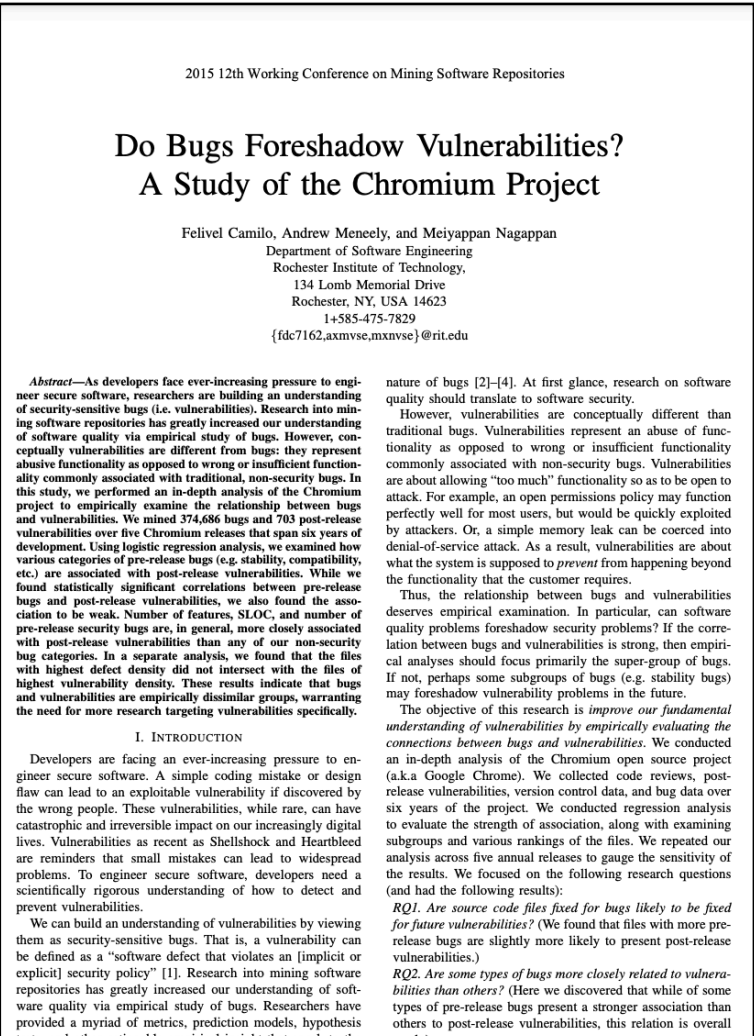 2015 12th Working Conference on Mining Software Repositories
Do Bugs Foreshadow Vulnerabilities?
A Study of the Chromium Project
Felivel Camilo, Andrew Meneely, and Meiyappan Nagappan
Department of Software Engineering
Rochester Institute of Technology,
134 Lomb Memorial Drive
Rochester, NY, USA 14623
1+585-475-7829
{fdc7162,axmvse,mxnvse}@rit.edu
Abstract—As developers face ever-increasing pressure to engi-
neer secure software, researchers are building an understanding
of security-sensitive bugs (i.e. vulnerabilities). Research into min-
ing software repositories has greatly increased our understanding
of software quality via empirical study of bugs. However, con-
ceptually vulnerabilities are different from bugs: they represent
abusive functionality as opposed to wrong or insufficient function-
ality commonly associated with traditional, non-security bugs. In
this study, we performed an in-depth analysis of the Chromium
project to empirically examine the relationship between bugs
and vulnerabilities. We mined 374,686 bugs and 703 post-release
vulnerabilities over five Chromium releases that span six years of
development. Using logistic regression analysis, we examined how
various categories of pre-release bugs (e.g. stability, compatibility,
etc.) are associated with post-release vulnerabilities. While we
found statistically significant correlations between pre-release
bugs and post-release vulnerabilities, we also found the asso-
ciation to be weak. Number of features, SLOC, and number of
pre-release security bugs are, in general, more closely associated
with post-release vulnerabilities than any of our non-security
bug categories. In a separate analysis, we found that the files
with highest defect density did not intersect with the files of
highest vulnerability density. These results indicate that bugs
and vulnerabilities are empirically dissimilar groups, warranting
the need for more research targeting vulnerabilities specifically.
I. INTRODUCTION
Developers are facing an ever-increasing pressure to en-
gineer secure software. A simple coding mistake or design
flaw can lead to an exploitable vulnerability if discovered by
the wrong people. These vulnerabilities, while rare, can have
catastrophic and irreversible impact on our increasingly digital
lives. Vulnerabilities as recent as Shellshock and Heartbleed
are reminders that small mistakes can lead to widespread
problems. To engineer secure software, developers need a
scientifically rigorous understanding of how to detect and
prevent vulnerabilities.
We can build an understanding of vulnerabilities by viewing
them as security-sensitive bugs. That is, a vulnerability can
be defined as a “software defect that violates an [implicit or
explicit] security policy” [1]. Research into mining software
repositories has greatly increased our understanding of soft-
ware quality via empirical study of bugs. Researchers have
provided a myriad of metrics, prediction models, hypothesis
nature of bugs [2]–[4]. At first glance, research on software
quality should translate to software security.
However, vulnerabilities are conceptually different than
traditional bugs. Vulnerabilities represent an abuse of func-
tionality as opposed to wrong or insufficient functionality
commonly associated with non-security bugs. Vulnerabilities
are about allowing “too much” functionality so as to be open to
attack. For example, an open permissions policy may function
perfectly well for most users, but would be quickly exploited
by attackers. Or, a simple memory leak can be coerced into
denial-of-service attack. As a result, vulnerabilities are about
what the system is supposed to prevent from happening beyond
the functionality that the customer requires.
Thus, the relationship between bugs and vulnerabilities
deserves empirical examination. In particular, can software
quality problems foreshadow security problems? If the corre-
lation between bugs and vulnerabilities is strong, then empiri-
cal analyses should focus primarily the super-group of bugs.
If not, perhaps some subgroups of bugs (e.g. stability bugs)
may foreshadow vulnerability problems in the future.
The objective of this research is improve our fundamental
understanding of vulnerabilities by empirically evaluating the
connections between bugs and vulnerabilities. We conducted
an in-depth analysis of the Chromium open source project
(a.k.a Google Chrome). We collected code reviews, post-
release vulnerabilities, version control data, and bug data over
six years of the project. We conducted regression analysis
to evaluate the strength of association, along with examining
subgroups and various rankings of the files. We repeated our
analysis across five annual releases to gauge the sensitivity of
the results. We focused on the following research questions
(and had the following results):
RQ1. Are source code files fixed for bugs likely to be fixed
for future vulnerabilities? (We found that files with more pre-
release bugs are slightly more likely to present post-release
vulnerabilities.)
RQ2. Are some types of bugs more closely related to vulnera-
bilities than others? (Here we discovered that while of some
types of pre-release bugs present a stronger association than
others to post-release vulnerabilities, this relation is overall